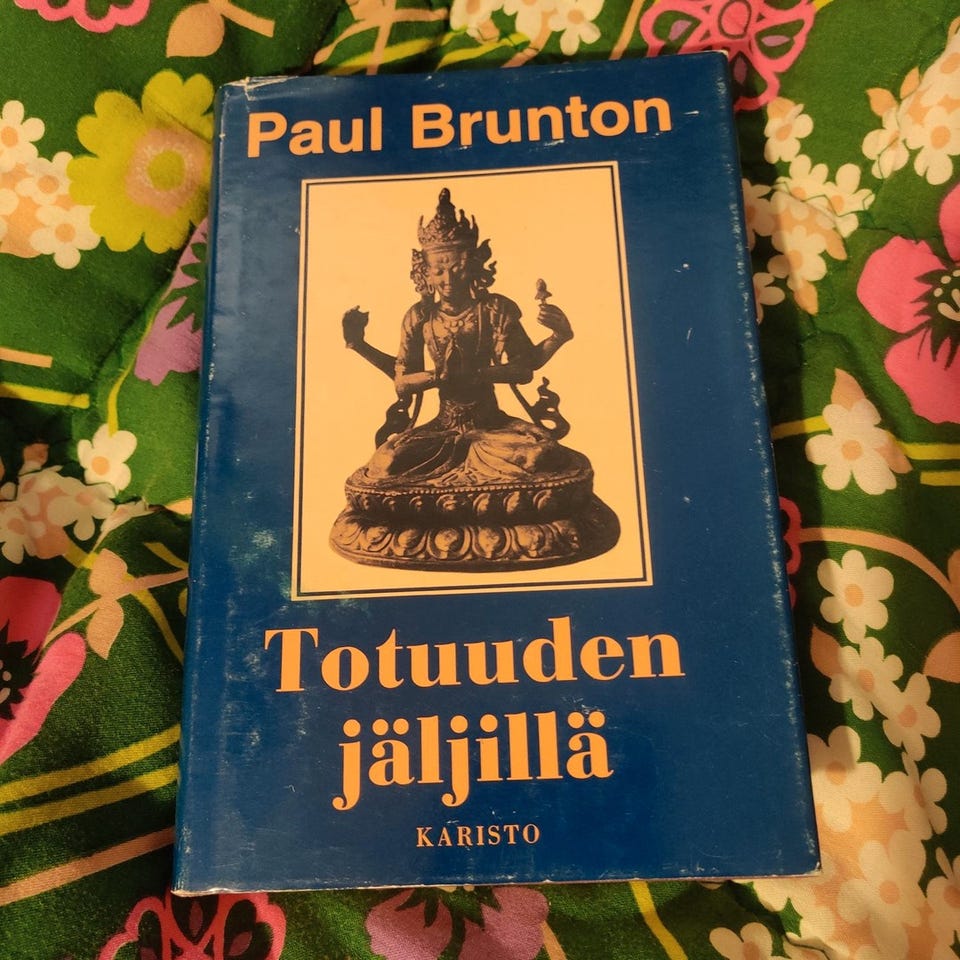 Paul Brunton
Totuuden
jäljillä
KARISTO